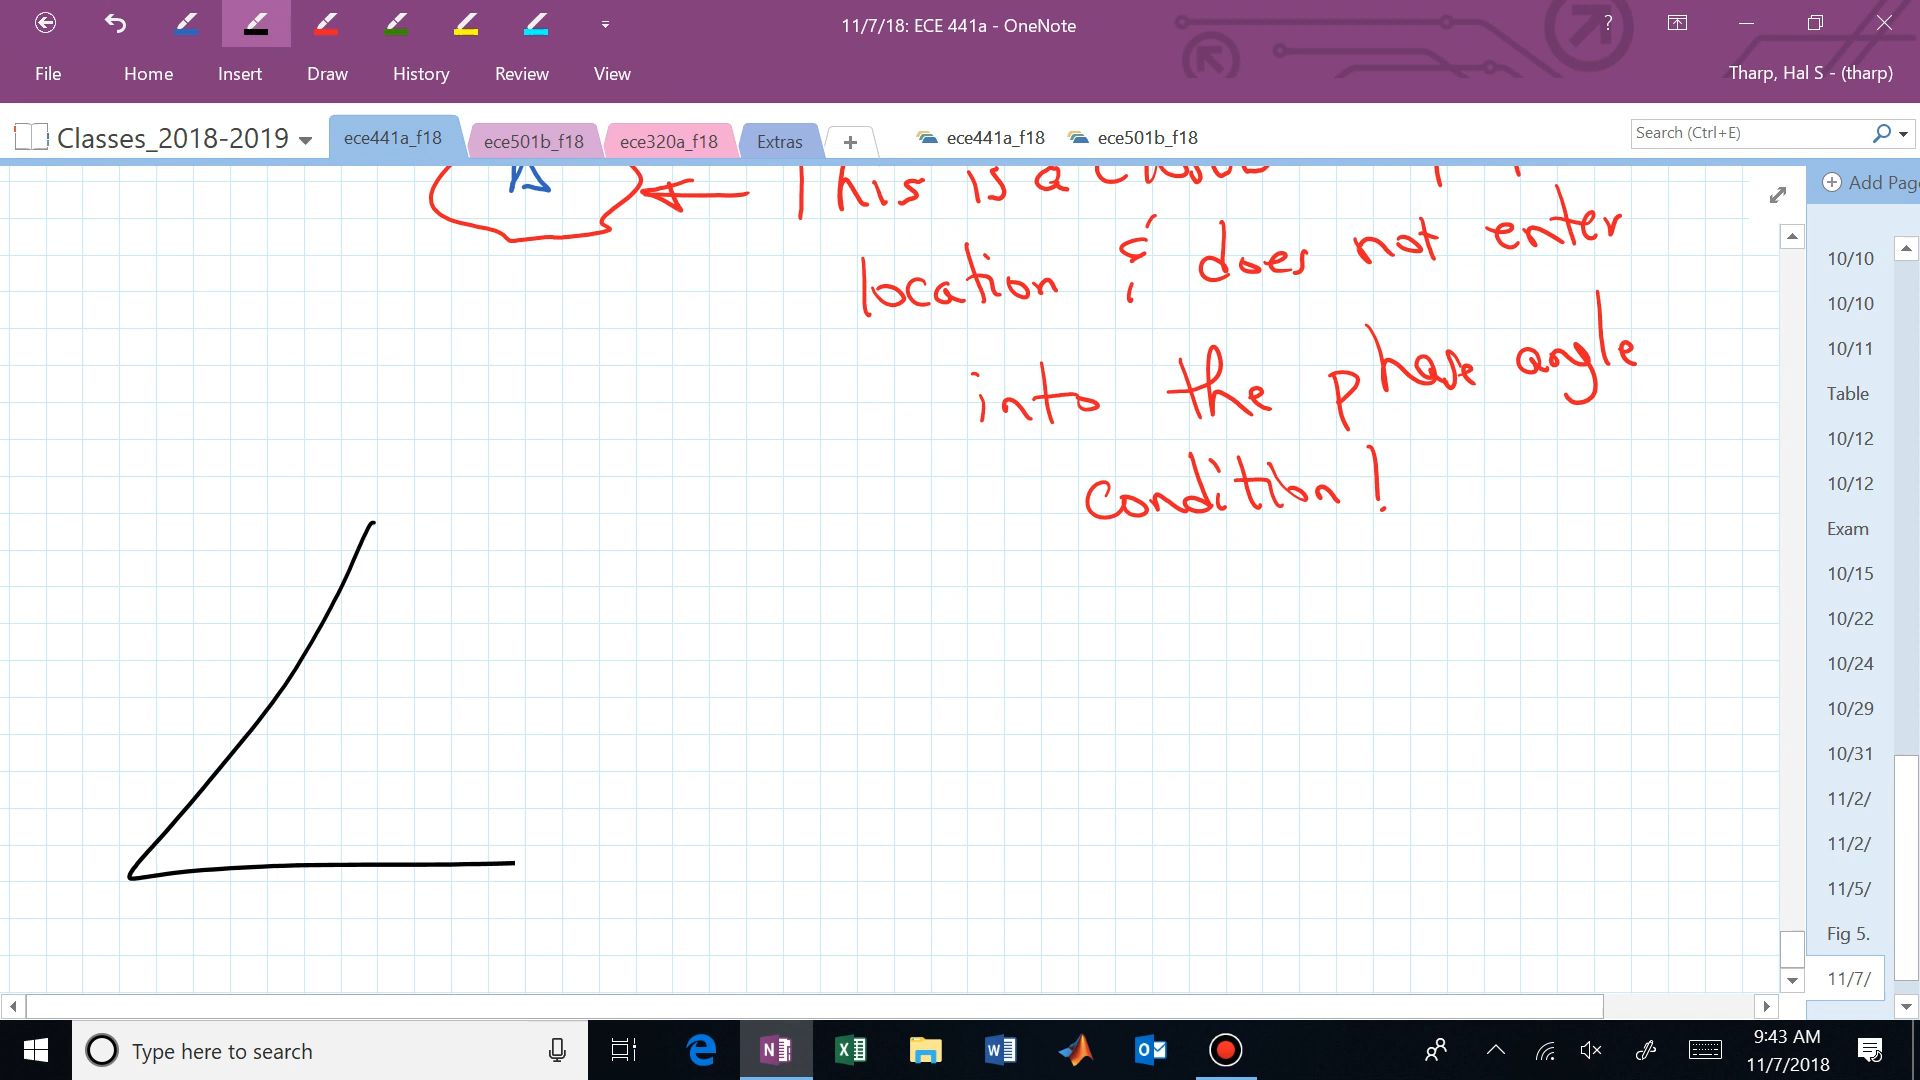 11/7/18: ECE 441a - OneNote
?
File Home Insert Draw History Review View
Tharp, Hal S - (tharp)
Classes_2018-2019
ece441a_f18 ece501b_f18 ece320a_f18 Extras
ece441a_f18 ece501b_f18
Search (Ctrl+E)
This is a
location & does not enter
into the phase angle
condition!
Add Pag
10/10
10/10
10/11
Table
10/12
10/12
Exam
10/15
10/22
10/24
10/29
10/31
11/2/
11/2/
11/5/
Fig 5.
11/7/
Type here to search
9:43 AM
11/7/2018